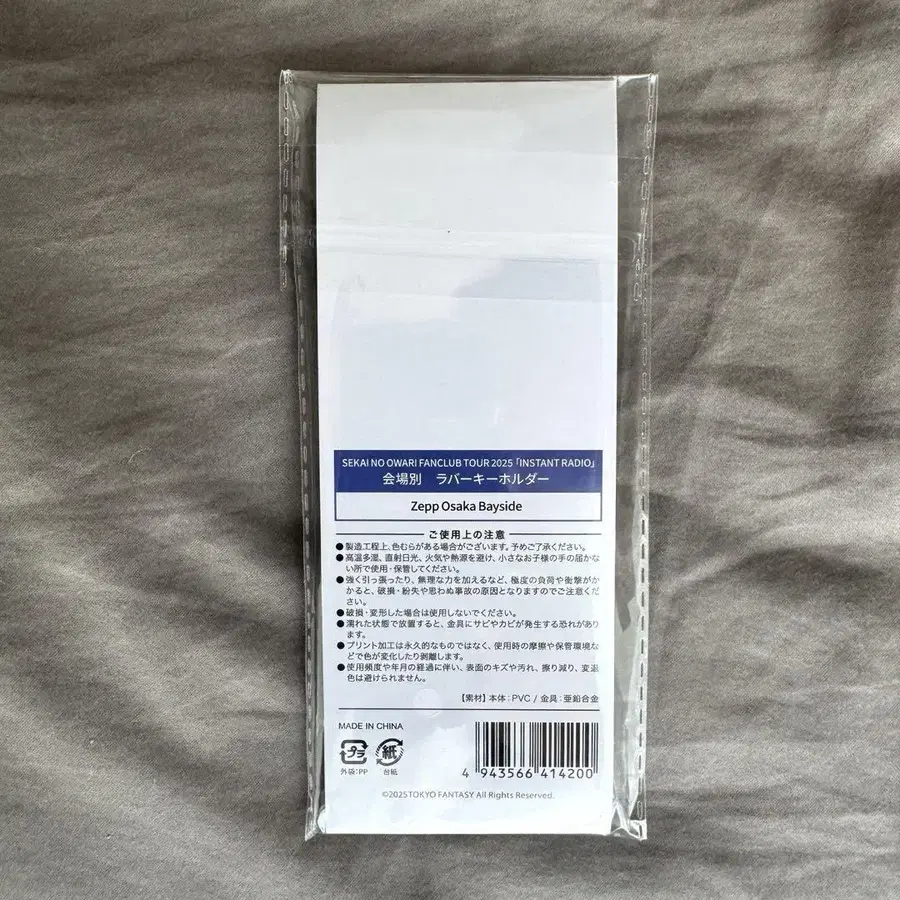 SEKAI NO OWARI FANCLUB TOUR 2025「INSTANT RADIO」
会場別　ラバーキーホルダー
Zepp Osaka Bayside
ご使用上の注意
●製造工程上、色むらがある場合がございます。予めご了承ください。
●高温多湿、直射日光、火気や熱源を避け、小さなお子様の手の届かな
い所で使用・保管してください。
●強く引っ張ったり、無理な力を加えるなど、極度の負荷や衝撃がか
かると、破損・紛失や思わぬ事故の原因となりますのでご注意くだ
さい。
●破損・変形した場合は使用しないでください。
●濡れた状態で放置すると、金具にサビやカビが発生する恐れがあり
ます。
●プリント加工は永久的なものではなく、使用時の摩擦や保管環境な
どで色が変化したり剥離します。
●使用頻度や年月の経過に伴い、表面のキズや汚れ、擦り減り、変退
色は避けられません。
【素材】本体：PVC / 金具：亜鉛合金
MADE IN CHINA
プラ
紙
外袋：PP
台紙
4 943566 414200
©2025TOKYO FANTASY All Rights Reserved.